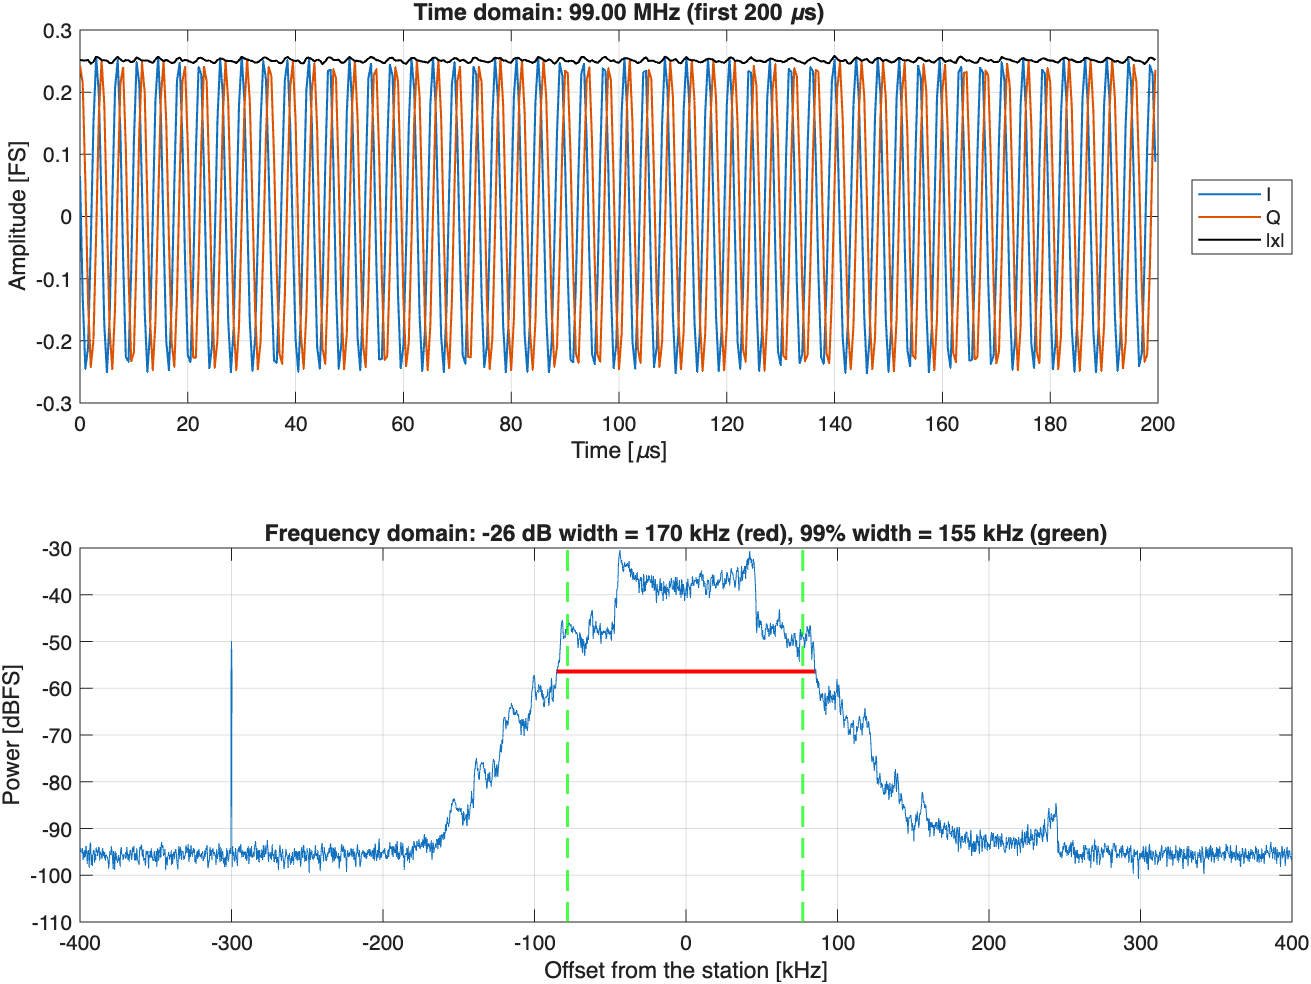 Time domain: 99.00 MHz (first 200 µs)
0.3
0.2
0.1
0
-0.1
-0.2
-0.3
Amplitude [FS]
0 20 40 60 80 100 120 140 160 180 200
Time [µs]
I
Q
|x|
Frequency domain: -26 dB width = 170 kHz (red), 99% width = 155 kHz (green)
-30
-40
-50
-60
-70
-80
-90
-100
-110
Power [dBFS]
-400 -300 -200 -100 0 100 200 300 400
Offset from the station [kHz]